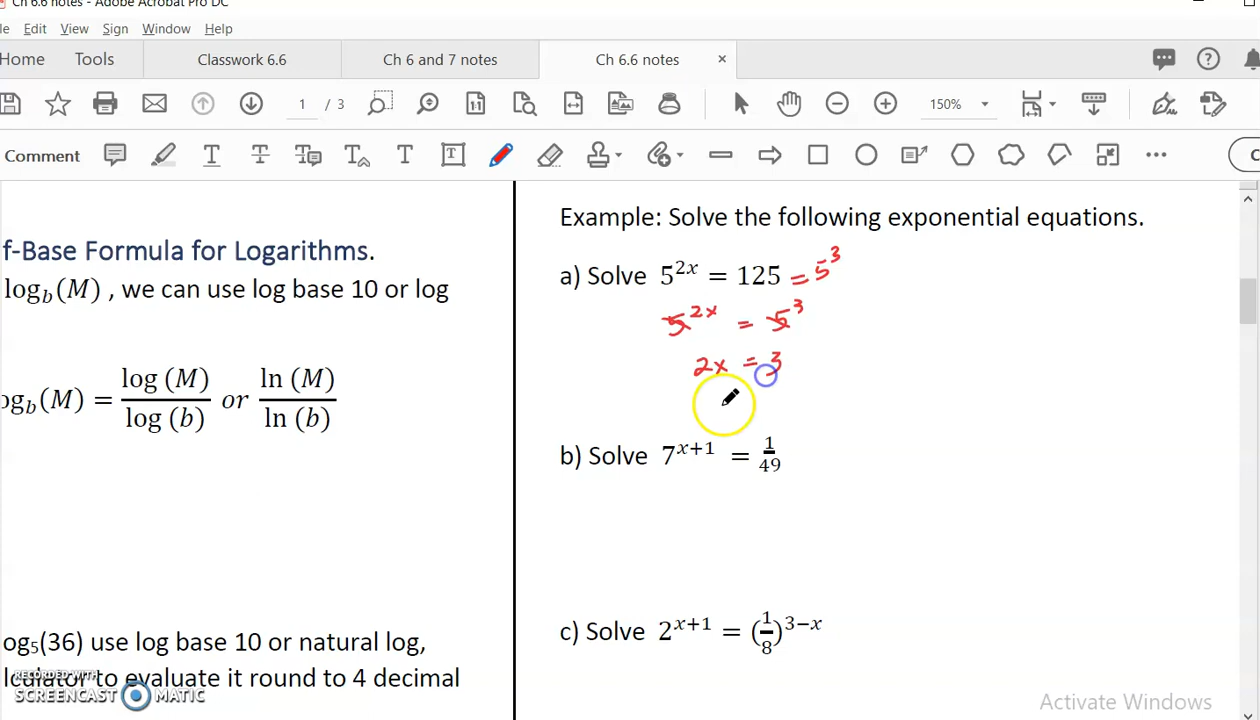 Ch 6.6 notes - Adobe Acrobat Pro DC
le Edit View Sign Window Help
Home Tools Classwork 6.6 Ch 6 and 7 notes Ch 6.6 notes ×
1 / 3 150%
Comment
f-Base Formula for Logarithms.
log_b(M) , we can use log base 10 or log
og_b(M) = log (M)/log (b) or ln (M)/ln (b)
og₅(36) use log base 10 or natural log,
lculator to evaluate it round to 4 decimal
RECORDED WITH
SCREENCAST MATIC
Example: Solve the following exponential equations.
a) Solve 5^{2x} = 125 = 5^3
5^{2x} = 5^3
2x = 3
b) Solve 7^{x+1} = 1/49
c) Solve 2^{x+1} = (1/8)^{3−x}
Activate Windows